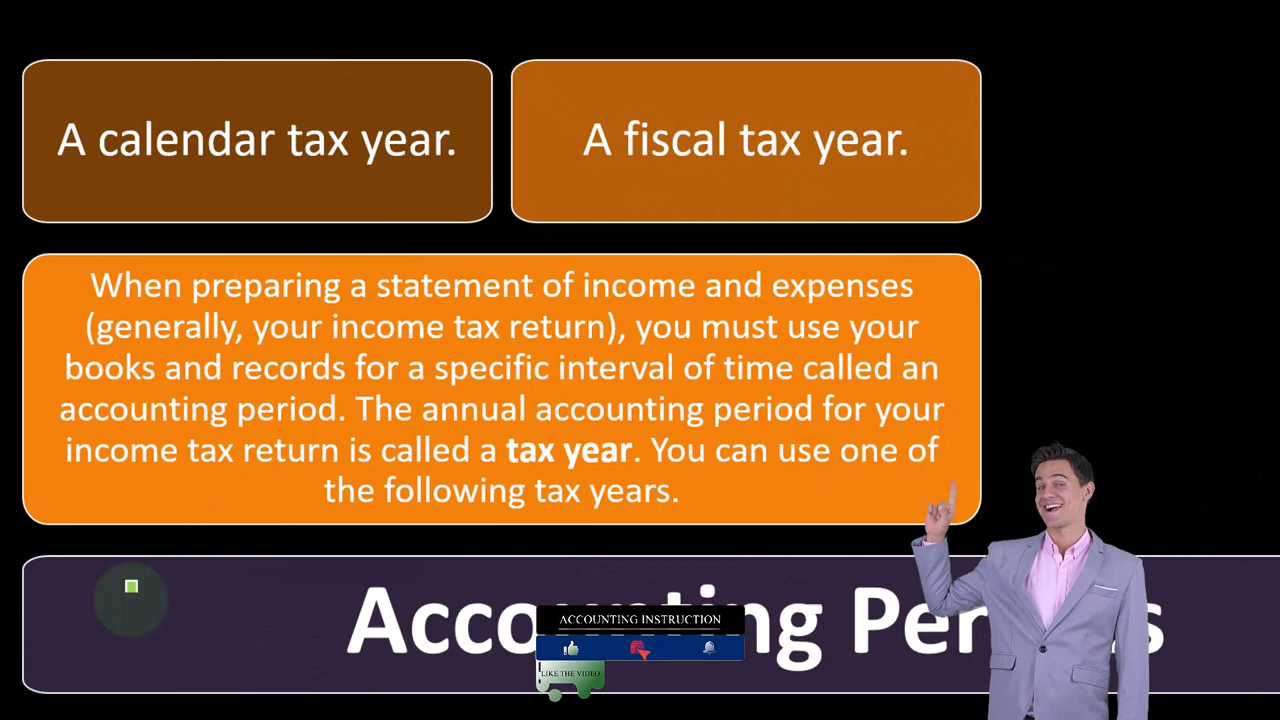 A calendar tax year.
A fiscal tax year.
When preparing a statement of income and expenses
(generally, your income tax return), you must use your
books and records for a specific interval of time called an
accounting period. The annual accounting period for your
income tax return is called a tax year. You can use one of
the following tax years.
ACCOUNTING INSTRUCTION
LIKE THE VIDEO